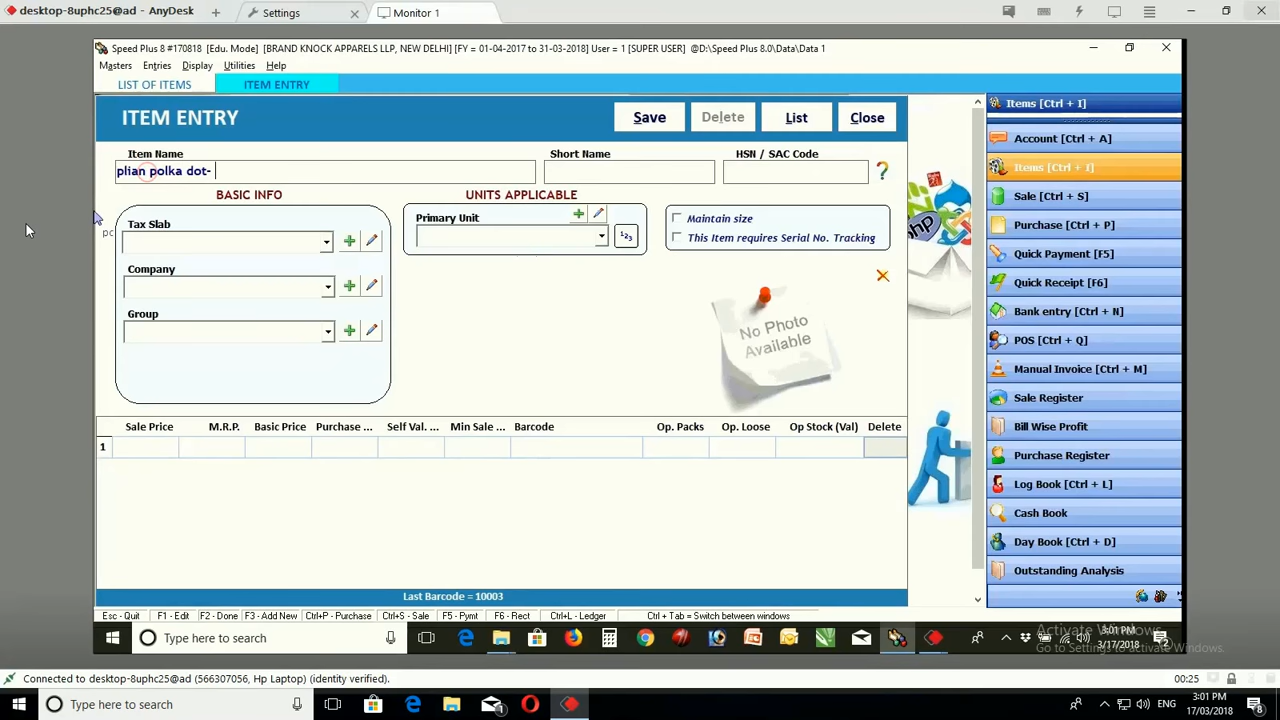 desktop-8uphc25@ad - AnyDesk
Settings
Monitor 1
Speed Plus 8 #170818 [Edu. Mode] [BRAND KNOCK APPARELS LLP, NEW DELHI] [FY = 01-04-2017 to 31-03-2018] User = 1 [SUPER USER] @D:\Speed Plus 8.0\Data\Data 1
Masters Entries Display Utilities Help
LIST OF ITEMS ITEM ENTRY
Items [Ctrl + I]
ITEM ENTRY
Save Delete List Close
Account [Ctrl + A]
Items [Ctrl + I]
Sale [Ctrl + S]
Purchase [Ctrl + P]
Quick Payment [F5]
Quick Receipt [F6]
Bank entry [Ctrl + N]
POS [Ctrl + Q]
Manual Invoice [Ctrl + M]
Sale Register
Bill Wise Profit
Purchase Register
Log Book [Ctrl + L]
Cash Book
Day Book [Ctrl + D]
Outstanding Analysis
Item Name Short Name HSN / SAC Code
plian polka dot- ?
BASIC INFO UNITS APPLICABLE
Tax Slab
Company
Group
Primary Unit
Maintain size
This Item requires Serial No. Tracking
No Photo
Available
Sale Price M.R.P. Basic Price Purchase ... Self Val. ... Min Sale ... Barcode Op. Packs Op. Loose Op Stock (Val) Delete
1
Last Barcode = 10003
Esc - Quit F1 - Edit F2 - Done F3 - Add New Ctrl+P - Purchase Ctrl+S - Sale F5 - Pymt F6 - Rect Ctrl+L - Ledger Ctrl + Tab = Switch between windows
Type here to search
3:01 PM
3/17/2018
Activate Windows
Go to Settings to activate Windows.
Connected to desktop-8uphc25@ad (566307056, Hp Laptop) (identity verified).
00:25
Type here to search
ENG
3:01 PM
17/03/2018